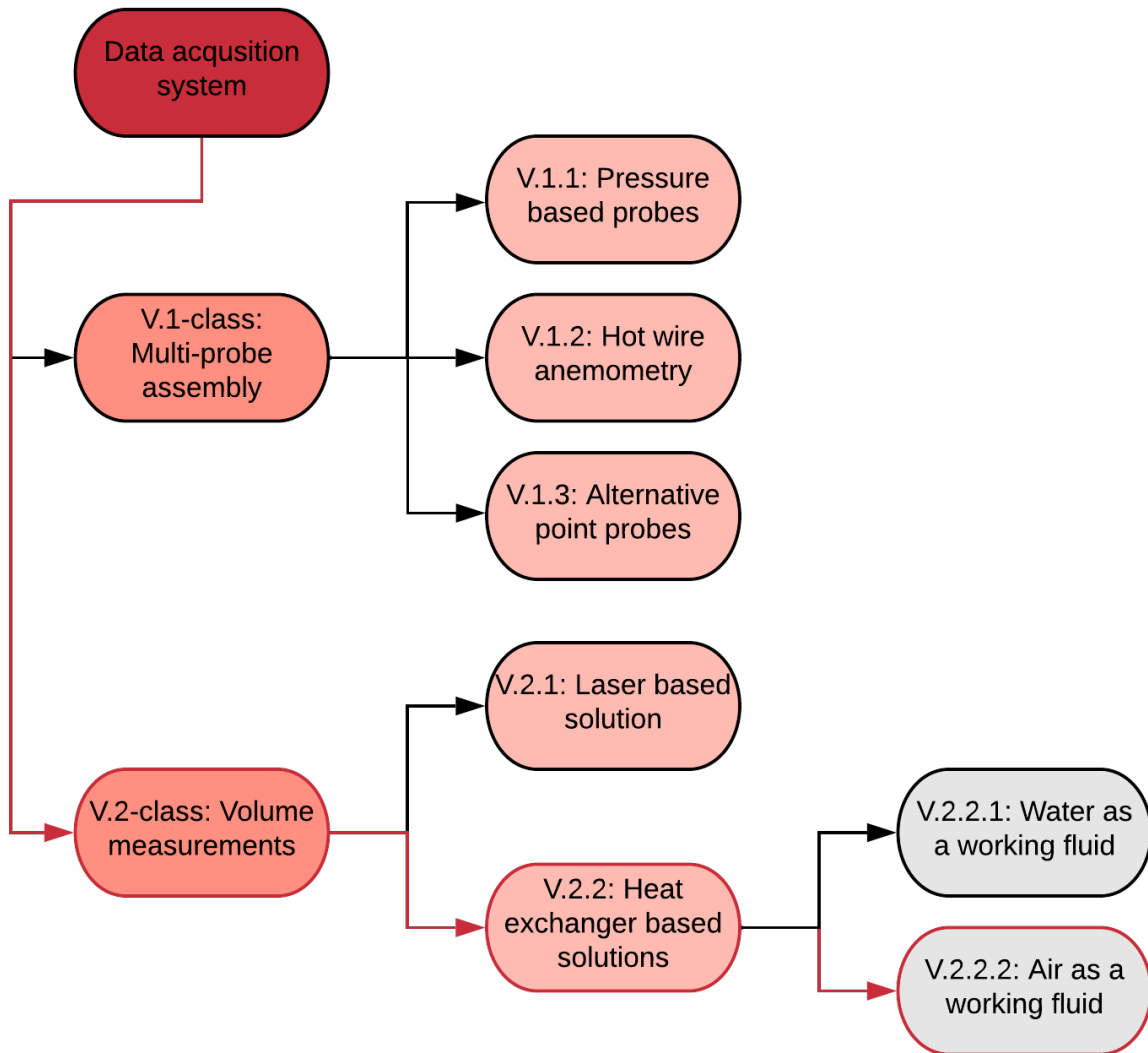 Data acqusition
system
V.1.1: Pressure
based probes
V.1-class:
Multi-probe
assembly
V.1.2: Hot wire
anemometry
V.1.3: Alternative
point probes
V.2.1: Laser based
solution
V.2-class: Volume
measurements
V.2.2.1: Water as
a working fluid
V.2.2: Heat
exchanger based
solutions
V.2.2.2: Air as a
working fluid